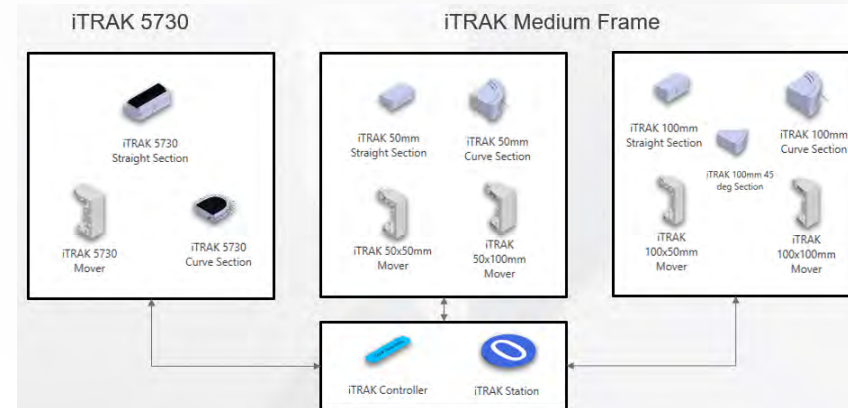 iTRAK 5730
iTRAK Medium Frame
iTRAK 5730
Straight Section
iTRAK 5730
Mover
iTRAK 5730
Curve Section
iTRAK 50mm
Straight Section
iTRAK 50mm
Curve Section
iTRAK 50x50mm
Mover
iTRAK
50x100mm
Mover
iTRAK 100mm
Straight Section
iTRAK 100mm
Curve Section
iTRAK 100mm 45
deg Section
iTRAK
100x50mm
Mover
iTRAK
100x100mm
Mover
iTRAK Controller
iTRAK Station